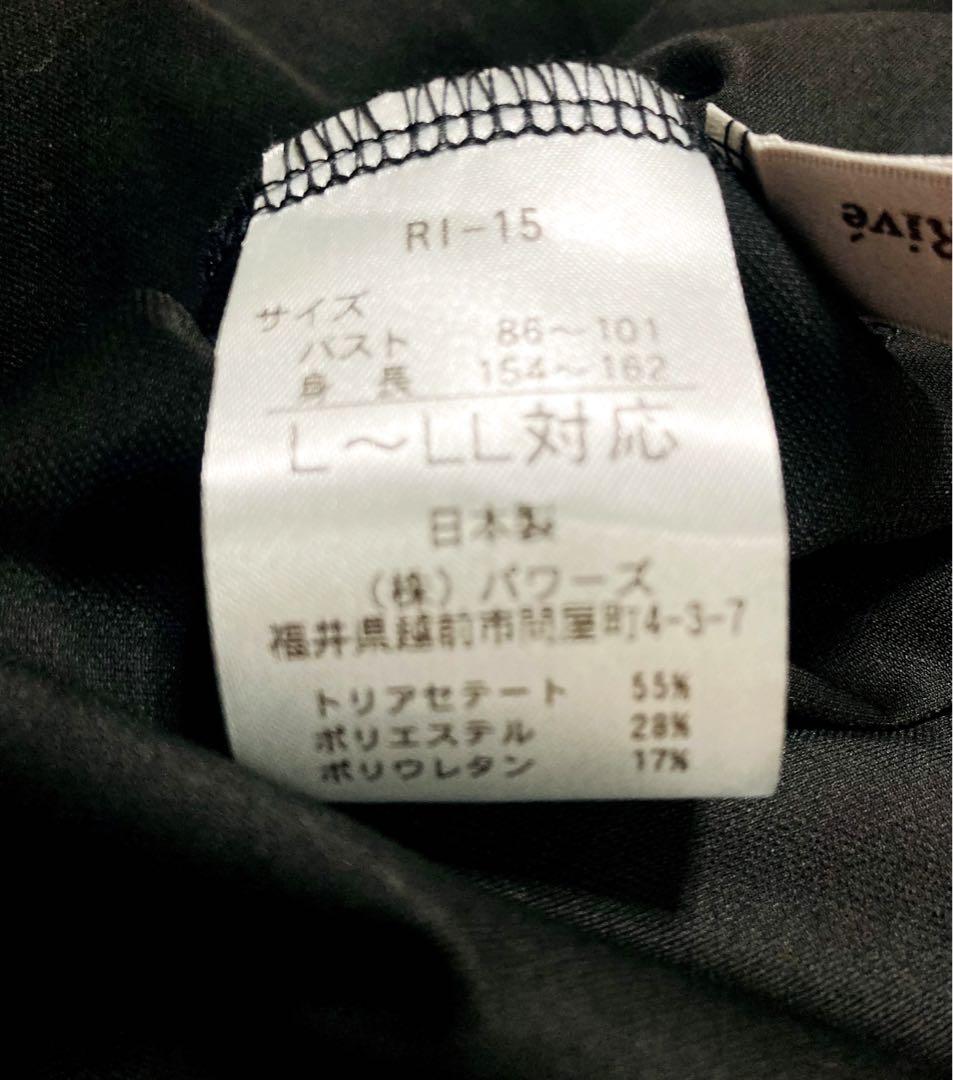 RI-15
サイズ
バスト 86〜101
身長 154〜162
L〜LL対応
日本製
(株)パワーズ
福井県越前市問屋町4-3-7
トリアセテート 55%
ポリエステル 28%
ポリウレタン 17%
Rivé